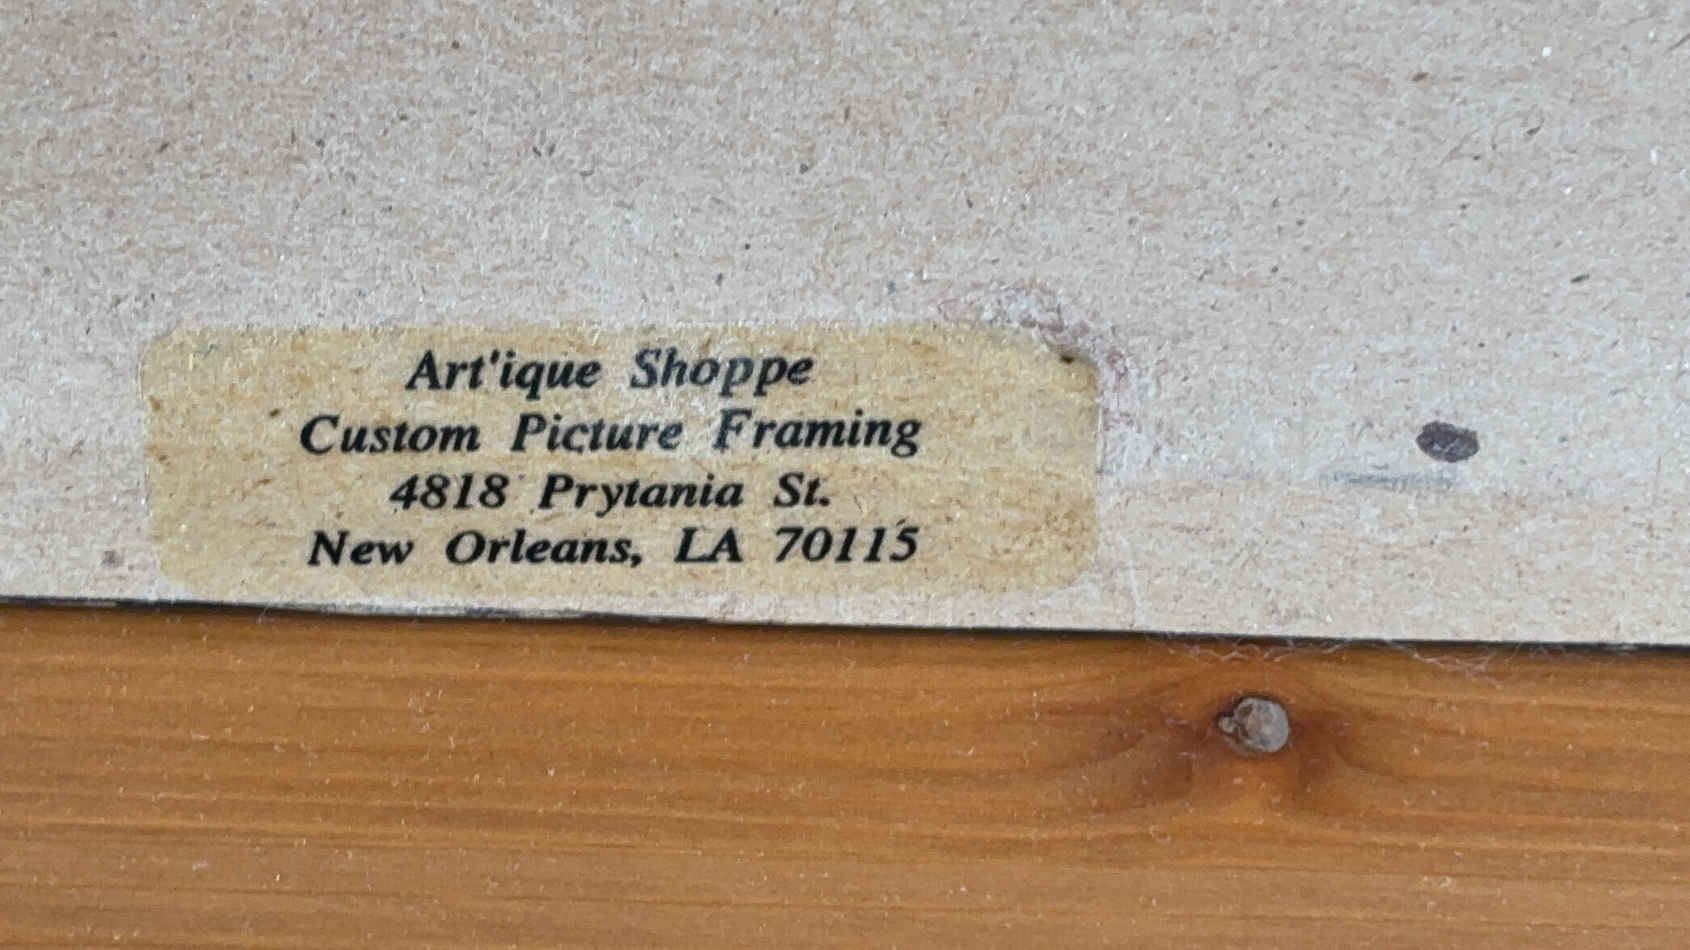 Art'ique Shoppe
Custom Picture Framing
4818 Prytania St.
New Orleans, LA 70115